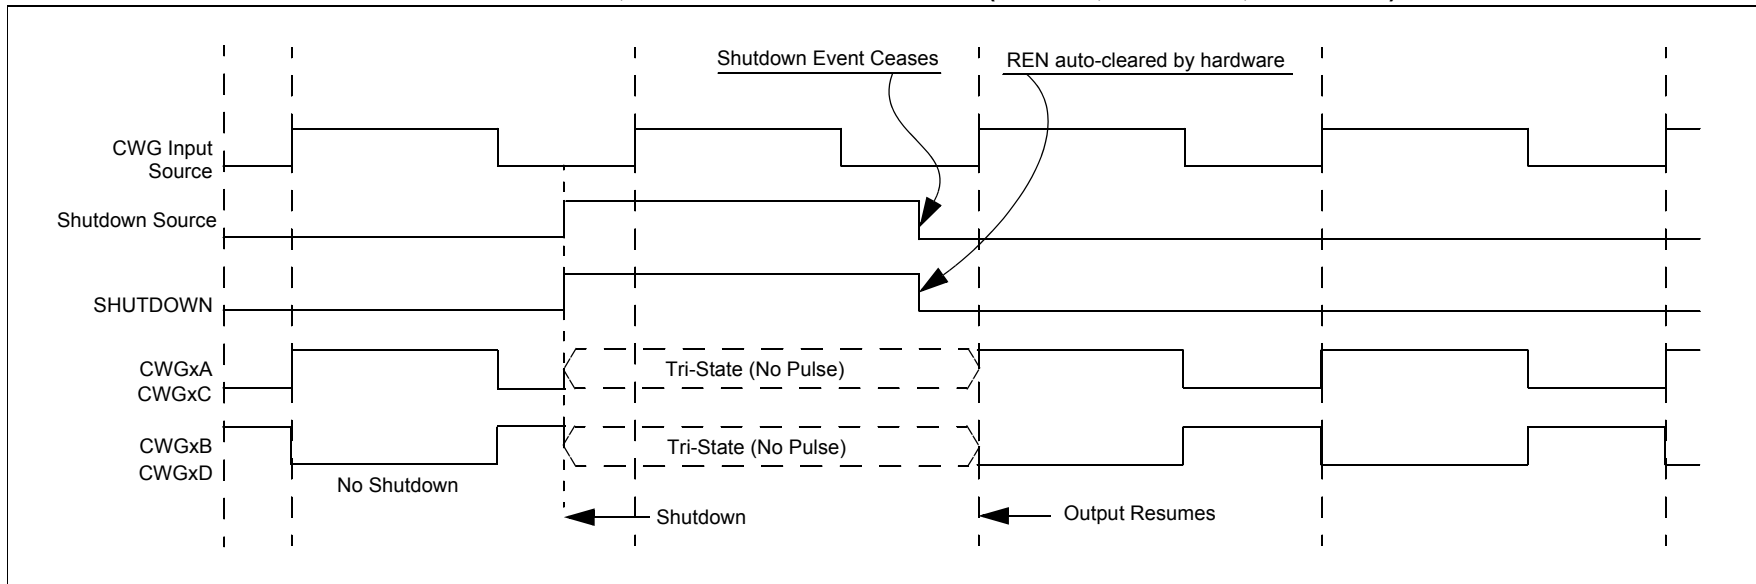 Shutdown Event Ceases
REN auto-cleared by hardware
CWG Input
Source
Shutdown Source
SHUTDOWN
CWGxA
CWGxC
Tri-State (No Pulse)
CWGxB
CWGxD
Tri-State (No Pulse)
No Shutdown
Shutdown
Output Resumes